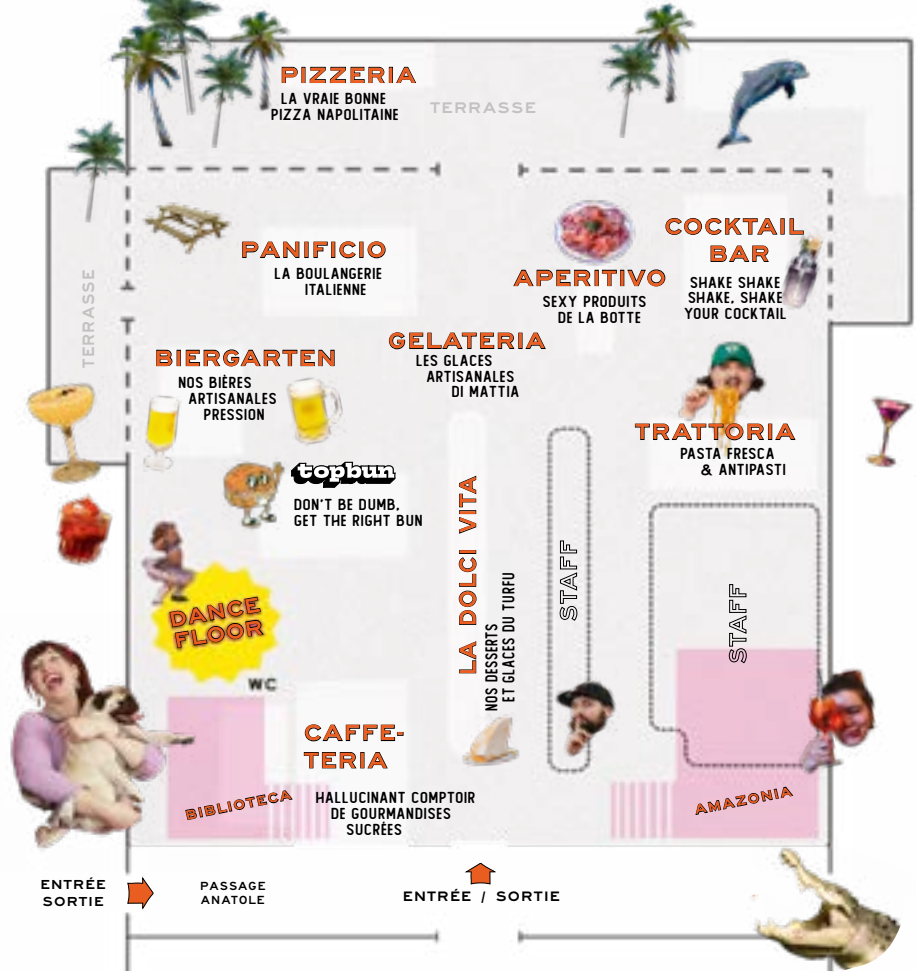 PIZZERIA
LA VRAIE BONNE
PIZZA NAPOLITAINE
TERRASSE
TERRASSE
PANIFICIO
LA BOULANGERIE
ITALIENNE
COCKTAIL
BAR
SHAKE SHAKE
SHAKE, SHAKE
YOUR COCKTAIL
APERITIVO
SEXY PRODUITS
DE LA BOTTE
GELATERIA
LES GLACES
ARTISANALES
DI MATTIA
BIERGARTEN
NOS BIÈRES
ARTISANALES
PRESSION
TRATTORIA
PASTA FRESCA
& ANTIPASTI
topbun
DON'T BE DUMB,
GET THE RIGHT BUN
LA DOLCI VITA
NOS DESSERTS
ET GLACES DU TURFU
STAFF
STAFF
DANCE
FLOOR
WC
CAFFE-
TERIA
HALLUCINANT COMPTOIR
DE GOURMANDISES
SUCRÉES
BIBLIOTECA
AMAZONIA
ENTRÉE
SORTIE
PASSAGE
ANATOLE
ENTRÉE / SORTIE